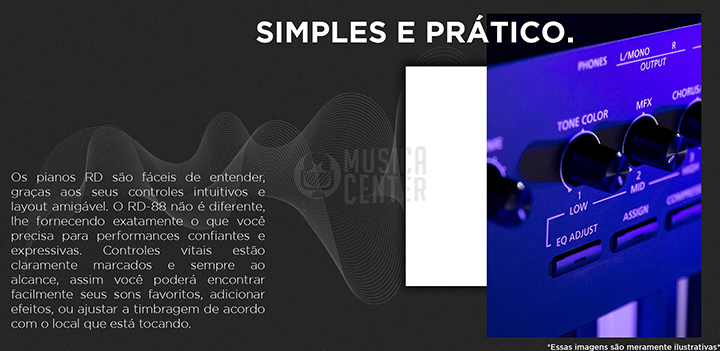 SIMPLES E PRÁTICO.
PHONES
L/MONO R
OUTPUT
TONE COLOR
MFX
CHORUS
1
2
3
LOW
MID
HIGH
EQ ADJUST
ASSIGN
MUSICA
CENTER
Os pianos RD são fáceis de entender,
graças aos seus controles intuitivos e
layout amigável. O RD-88 não é diferente,
lhe fornecendo exatamente o que você
precisa para performances confiantes e
expressivas. Controles vitais estão
claramente marcados e sempre ao
alcance, assim você poderá encontrar
facilmente seus sons favoritos, adicionar
efeitos, ou ajustar a timbragem de acordo
com o local que está tocando.
*Essas imagens são meramente ilustrativas*